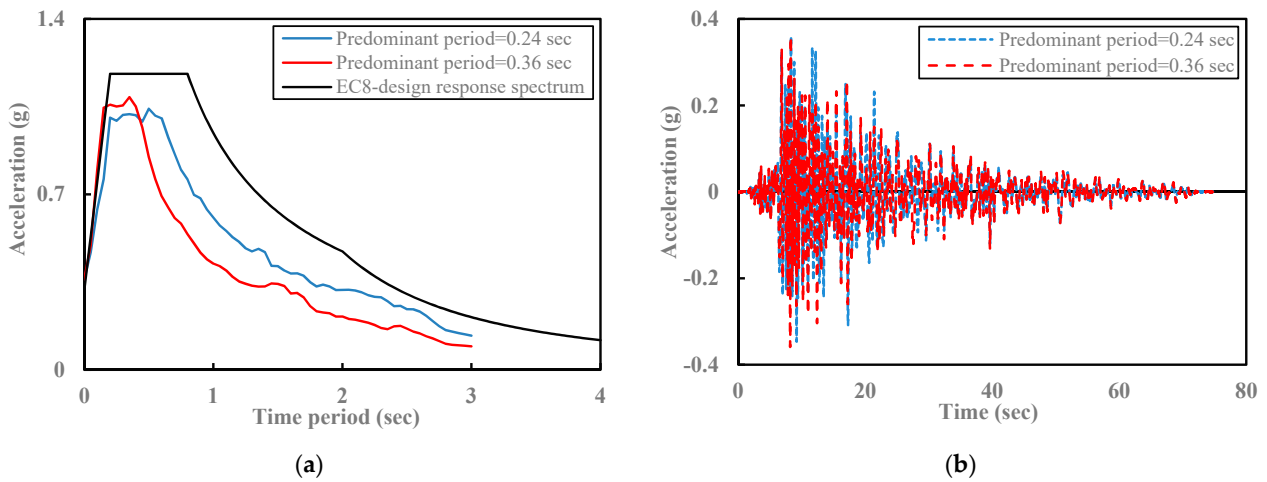 Acceleration (g)
1.4
0.7
0
Predominant period=0.24 sec
Predominant period=0.36 sec
EC8-design response spectrum
0 1 2 3 4
Time period (sec)
(a)
Acceleration (g)
0.4
0.2
0
-0.2
-0.4
Predominant period=0.24 sec
Predominant period=0.36 sec
0 20 40 60 80
Time (sec)
(b)